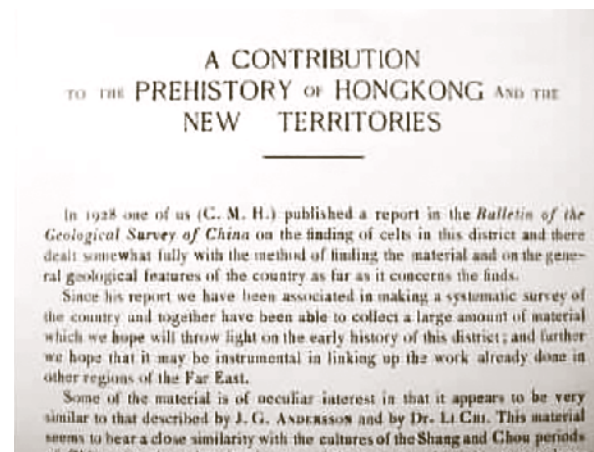 A CONTRIBUTION
TO THE PREHISTORY OF HONGKONG AND THE
NEW TERRITORIES
In 1928 one of us (C. M. H.) published a report in the Bulletin of the
Geological Survey of China on the finding of celts in this district and there
dealt somewhat fully with the method of finding the material and on the gene-
ral geological features of the country as far as it concerns the finds.
Since his report we have been associated in making a systematic survey of
the country and together have been able to collect a large amount of material
which we hope will throw light on the early history of this district; and further
we hope that it may be instrumental in linking up the work already done in
other regions of the Far East.
Some of the material is of peculiar interest in that it appears to be very
similar to that described by J. G. ANDERSSON and by DR. LI CHI. This material
seems to bear a close similarity with the cultures of the Shang and Chou periods